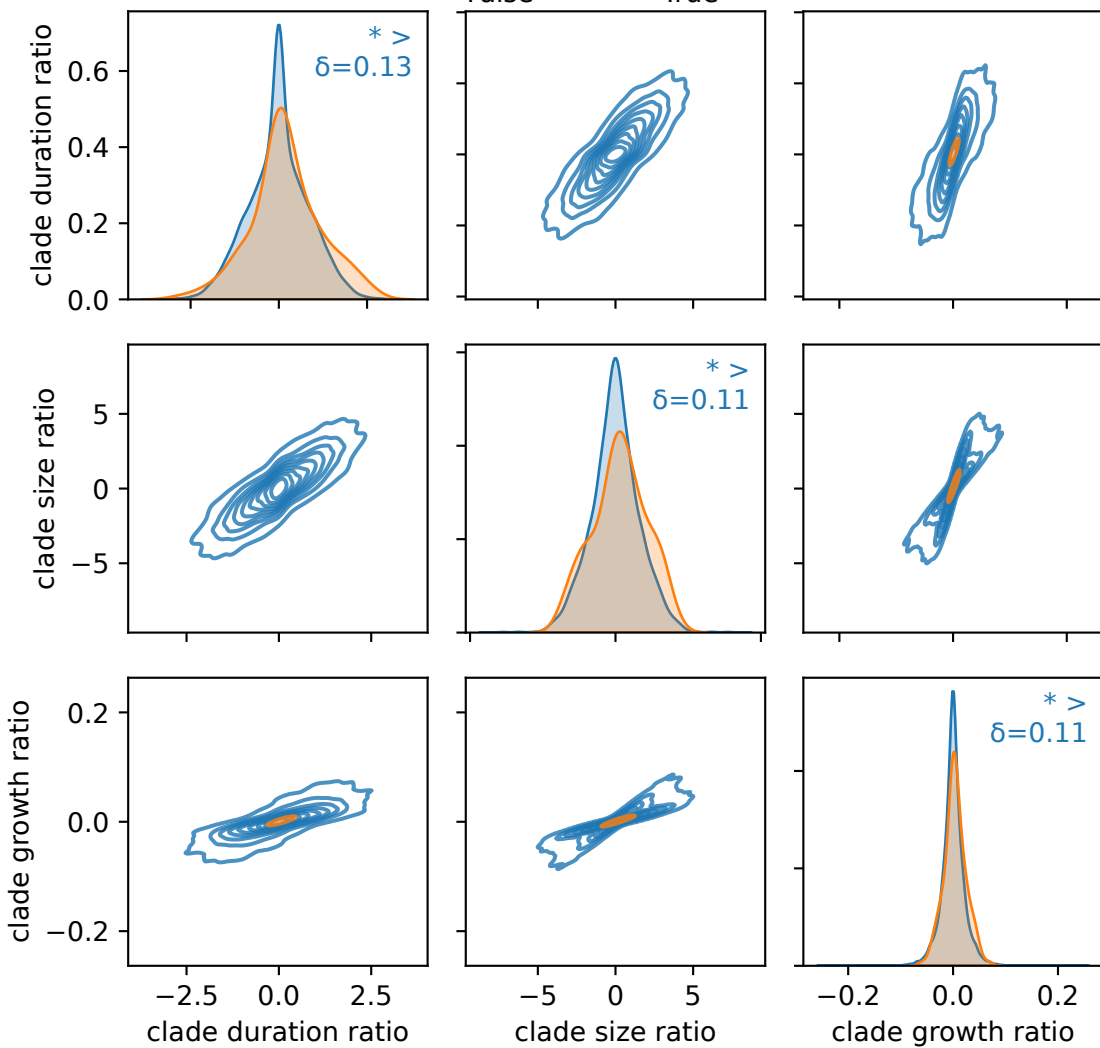 * >
δ=0.13
clade duration ratio
0.6
0.4
0.2
0.0
* >
δ=0.11
clade size ratio
5
0
−5
* >
δ=0.11
clade growth ratio
0.2
0.0
−0.2
−2.5 0.0 2.5 −5 0 5 −0.2 0.0 0.2
clade duration ratio clade size ratio clade growth ratio